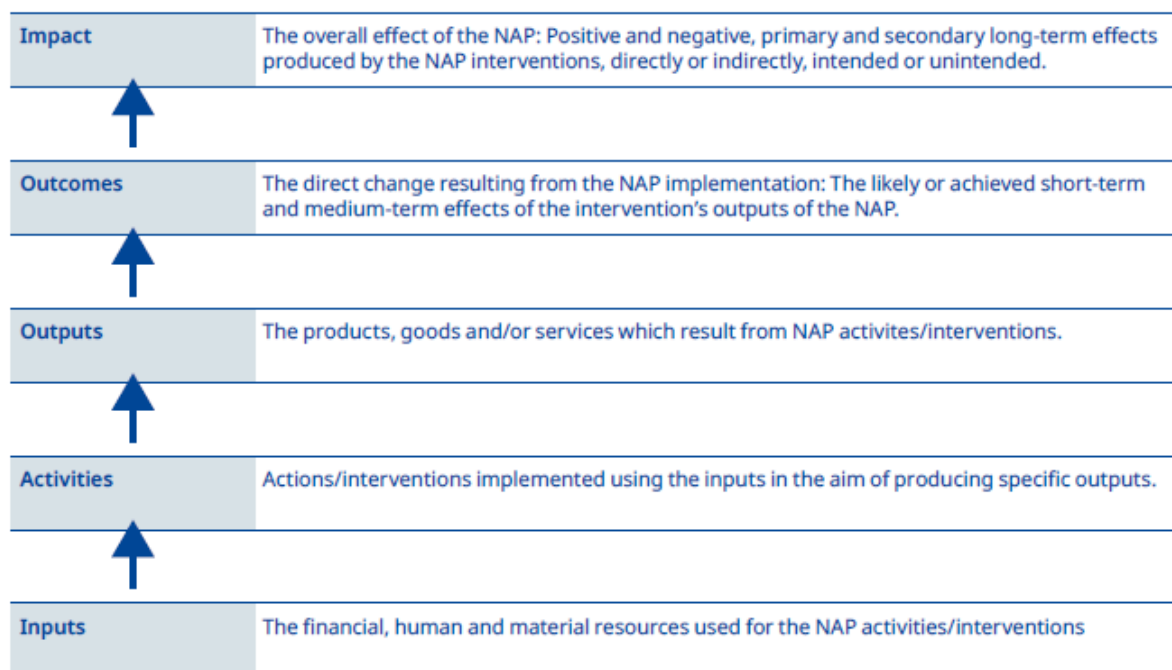 Impact
The overall effect of the NAP: Positive and negative, primary and secondary long-term effects
produced by the NAP interventions, directly or indirectly, intended or unintended.
Outcomes
The direct change resulting from the NAP implementation: The likely or achieved short-term
and medium-term effects of the intervention's outputs of the NAP.
Outputs
The products, goods and/or services which result from NAP activites/interventions.
Activities
Actions/interventions implemented using the inputs in the aim of producing specific outputs.
Inputs
The financial, human and material resources used for the NAP activities/interventions